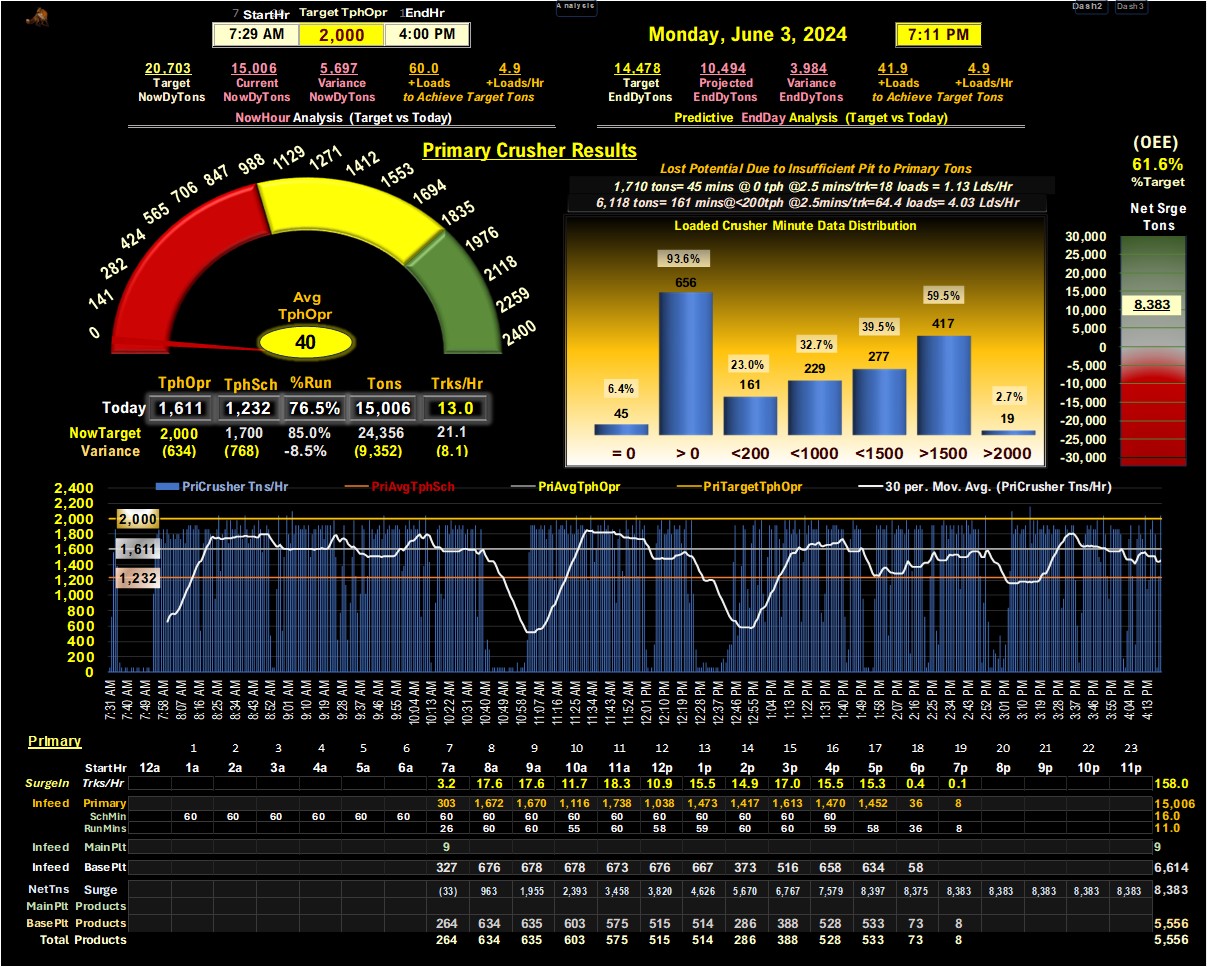 Analysis
Dash2 Dash3
7 StartHr Target TphOpr 1EndHr
7:29 AM 2,000 4:00 PM
Monday, June 3, 2024 7:11 PM
20,703 15,006 5,697 60.0 4.9
Target Current Variance +Loads +Loads/Hr
NowDyTons NowDyTons NowDyTons to Achieve Target Tons
NowHour Analysis (Target vs Today)
14,478 10,494 3,984 41.9 4.9
Target Projected Variance +Loads +Loads/Hr
EndDyTons EndDyTons EndDyTons to Achieve Target Tons
Predictive EndDay Analysis (Target vs Today)
Primary Crusher Results
0 141 282 424 565 706 847 988 1129 1271 1412 1553 1694 1835 1976 2118 2259 2400
Avg
TphOpr
40
TphOpr TphSch %Run Tons Trks/Hr
Today 1,611 1,232 76.5% 15,006 13.0
NowTarget 2,000 1,700 85.0% 24,356 21.1
Variance (634) (768) -8.5% (9,352) (8.1)
Lost Potential Due to Insufficient Pit to Primary Tons
1,710 tons= 45 mins @ 0 tph @2.5 mins/trk=18 loads = 1.13 Lds/Hr
6,118 tons= 161 mins@<200tph @2.5mins/trk=64.4 loads= 4.03 Lds/Hr
Loaded Crusher Minute Data Distribution
6.4% 93.6% 23.0% 32.7% 39.5% 59.5% 2.7%
45 656 161 229 277 417 19
= 0 > 0 <200 <1000 <1500 >1500 >2000
(OEE)
61.6%
%Target
Net Srge
Tons
30,000
25,000
20,000
15,000
10,000
5,000
0
-5,000
-10,000
-15,000
-20,000
-25,000
-30,000
8,383
PriCrusher Tns/Hr PriAvgTphSch PriAvgTphOpr PriTargetTphOpr 30 per. Mov. Avg. (PriCrusher Tns/Hr)
2,400
2,200
2,000
1,800
1,600
1,400
1,200
1,000
800
600
400
200
0
2,000
1,611
1,232
7:31 AM 7:40 AM 7:49 AM 7:58 AM 8:07 AM 8:16 AM 8:25 AM 8:34 AM 8:43 AM 8:52 AM 9:01 AM 9:10 AM 9:19 AM 9:28 AM 9:37 AM 9:46 AM 9:55 AM 10:04 AM 10:13 AM 10:22 AM 10:31 AM 10:40 AM 10:49 AM 10:58 AM 11:07 AM 11:16 AM 11:25 AM 11:34 AM 11:43 AM 11:52 AM 12:01 PM 12:10 PM 12:19 PM 12:28 PM 12:37 PM 12:46 PM 12:55 PM 1:04 PM 1:13 PM 1:22 PM 1:31 PM 1:40 PM 1:49 PM 1:58 PM 2:07 PM 2:16 PM 2:25 PM 2:34 PM 2:43 PM 2:52 PM 3:01 PM 3:10 PM 3:19 PM 3:28 PM 3:37 PM 3:46 PM 3:55 PM 4:04 PM 4:13 PM
Primary
1 2 3 4 5 6 7 8 9 10 11 12 13 14 15 16 17 18 19 20 21 22 23
StartHr 12a 1a 2a 3a 4a 5a 6a 7a 8a 9a 10a 11a 12p 1p 2p 3p 4p 5p 6p 7p 8p 9p 10p 11p
SurgeIn Trks/Hr 3.2 17.6 17.6 11.7 18.3 10.9 15.5 14.9 17.0 15.5 15.3 0.4 0.1 158.0
Infeed Primary 303 1,672 1,670 1,116 1,738 1,038 1,473 1,417 1,613 1,470 1,452 36 8 15,006
SchMin 60 60 60 60 60 60 60 60 60 60 60 60 60 60 60 60 16.0
RunMins 26 60 60 55 60 58 59 60 60 59 58 36 8 11.0
Infeed MainPlt 9 9
Infeed BasePlt 327 676 678 678 673 676 667 373 516 658 634 58 6,614
NetTns Surge (33) 963 1,955 2,393 3,458 3,820 4,626 5,670 6,767 7,579 8,397 8,375 8,383 8,383 8,383 8,383 8,383 8,383
MainPlt Products
BasePlt Products 264 634 635 603 575 515 514 286 388 528 533 73 8 5,556
Total Products 264 634 635 603 575 515 514 286 388 528 533 73 8 5,556